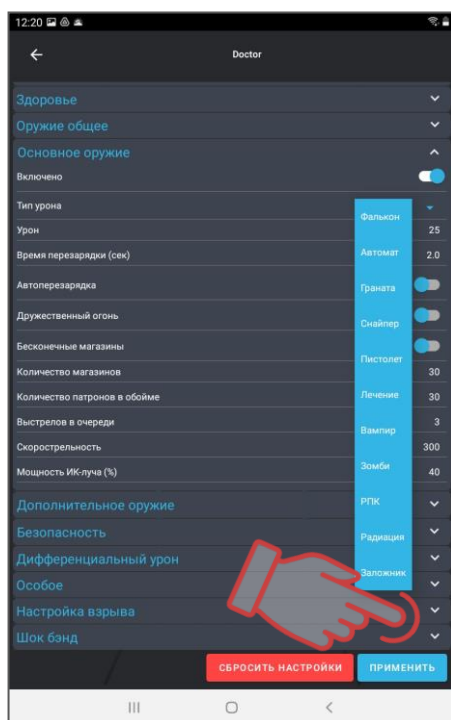 12:20
Doctor
Здоровье
Оружие общее
Основное оружие
Включено
Тип урона
Фалькон
Урон 25
Время перезарядки (сек) Автомат 2.0
Автоперезарядка Граната
Дружественный огонь Снайпер
Бесконечные магазины Пистолет
Количество магазинов 30
Количество патронов в обойме Лечение 30
Выстрелов в очереди Вампир 3
Скорострельность 300
Мощность ИК-луча (%) Зомби 40
Дополнительное оружие РПК
Безопасность Радиация
Дифференциальный урон Заложник
Особое
Настройка взрыва
Шок бэнд
СБРОСИТЬ НАСТРОЙКИ ПРИМЕНИТЬ